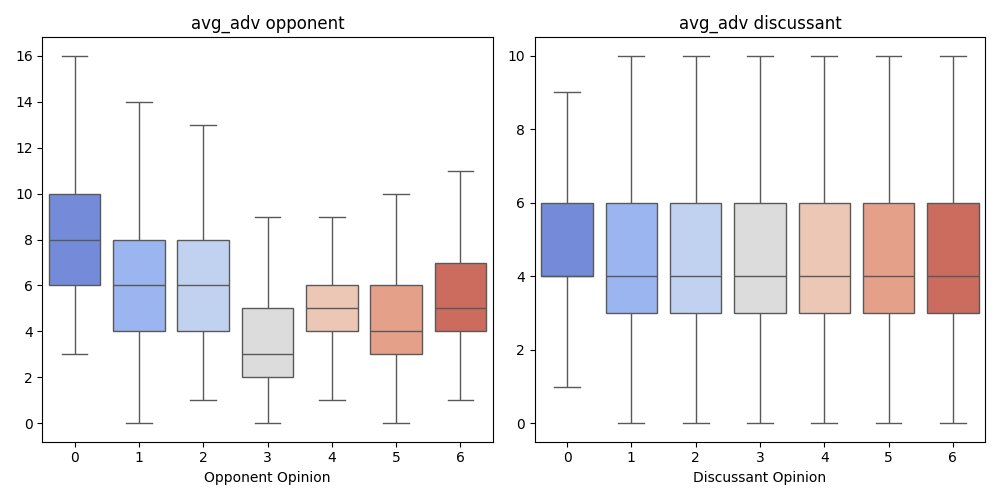 avg_adv opponent
16
14
12
10
8
6
4
2
0
0 1 2 3 4 5 6
Opponent Opinion
avg_adv discussant
10
8
6
4
2
0
0 1 2 3 4 5 6
Discussant Opinion